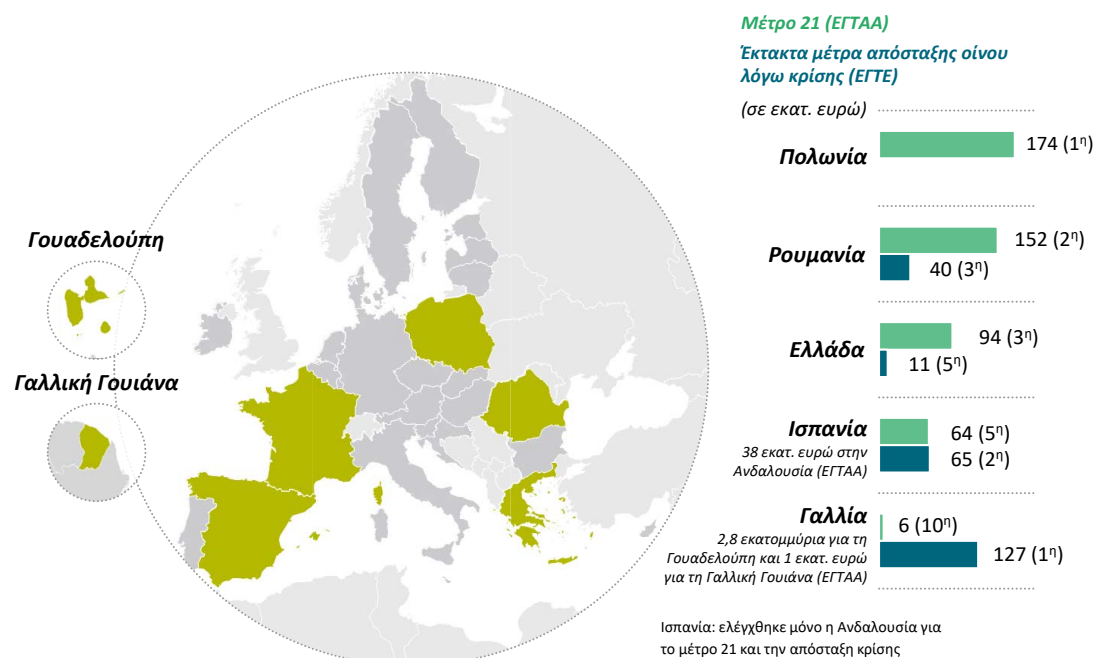 Μέτρο 21 (ΕΓΤΑΑ)
Έκτακτα μέτρα απόσταξης οίνου
λόγω κρίσης (ΕΓΤΕ)
(σε εκατ. ευρώ)
Πολωνία
174 (1η)
Ρουμανία
152 (2η)
40 (3η)
Ελλάδα
94 (3η)
11 (5η)
Ισπανία
38 εκατ. ευρώ στην
Ανδαλουσία (ΕΓΤΑΑ)
64 (5η)
65 (2η)
Γαλλία
2,8 εκατομμύρια για τη
Γουαδελούπη και 1 εκατ. ευρώ
για τη Γαλλική Γουιάνα (ΕΓΤΑΑ)
6 (10η)
127 (1η)
Γουαδελούπη
Γαλλική Γουιάνα
Ισπανία: ελέγχθηκε μόνο η Ανδαλουσία για
το μέτρο 21 και την απόσταξη κρίσης